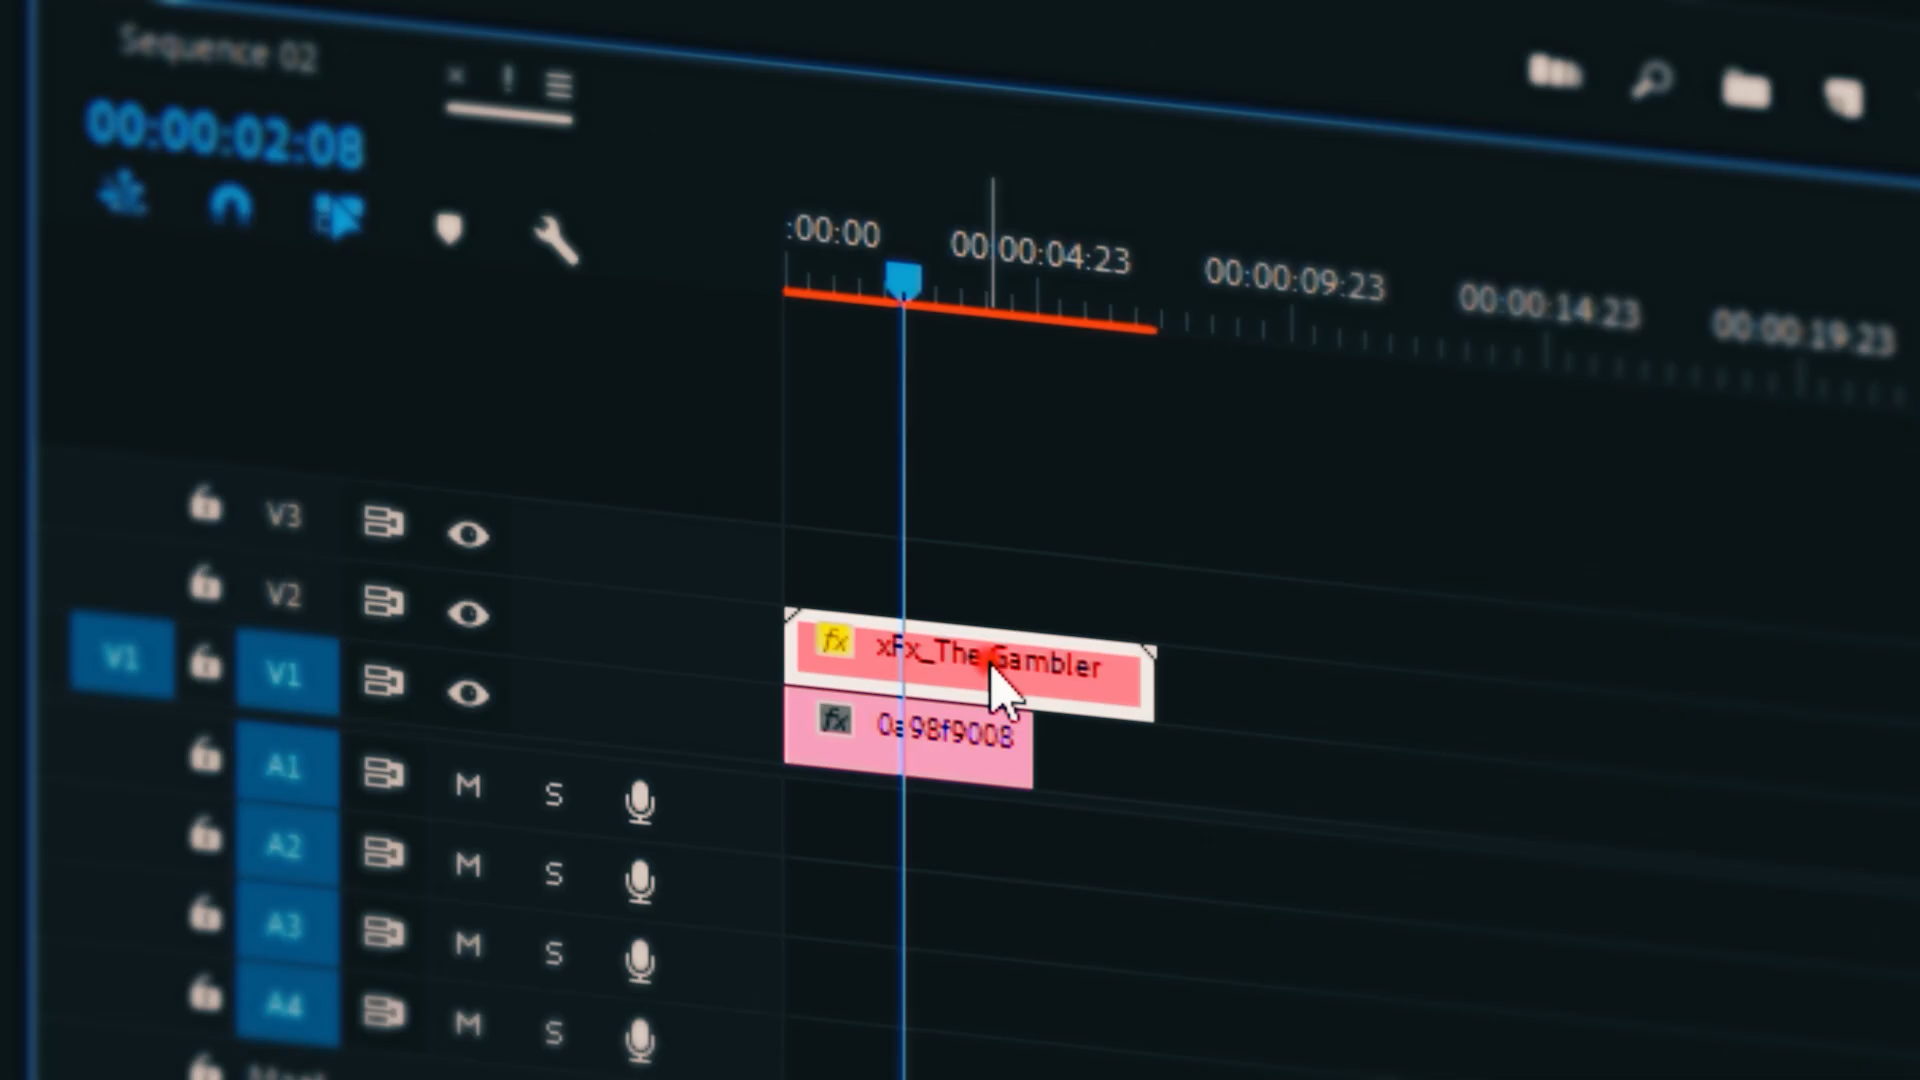 Sequence 02
00:00:02:08
:00:00
00:00:04:23
00:00:09:23
00:00:14:23
00:00:19:23
V3
V2
V1 V1
fx xFx_The Gambler
fx 0a98f9008
A1 M S
A2 M S
A3 M S
A4 M S